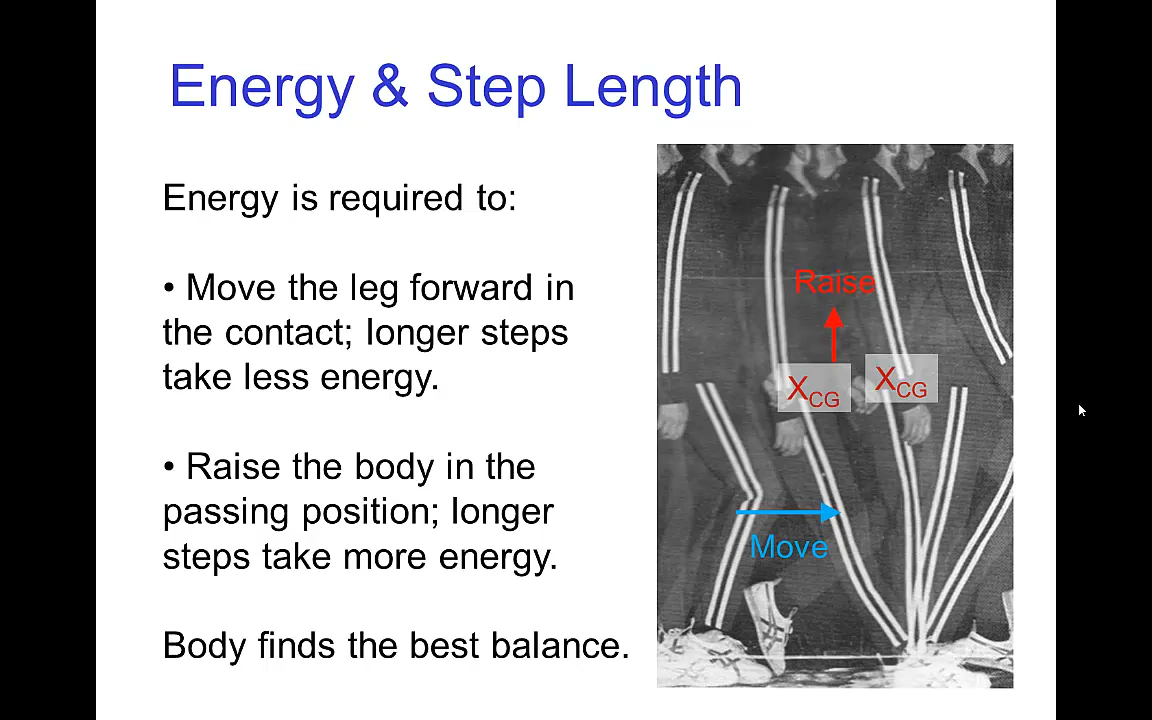 Energy & Step Length
Energy is required to:
• Move the leg forward in
the contact; longer steps
take less energy.
• Raise the body in the
passing position; longer
steps take more energy.
Body finds the best balance.
Raise
XCG
XCG
Move